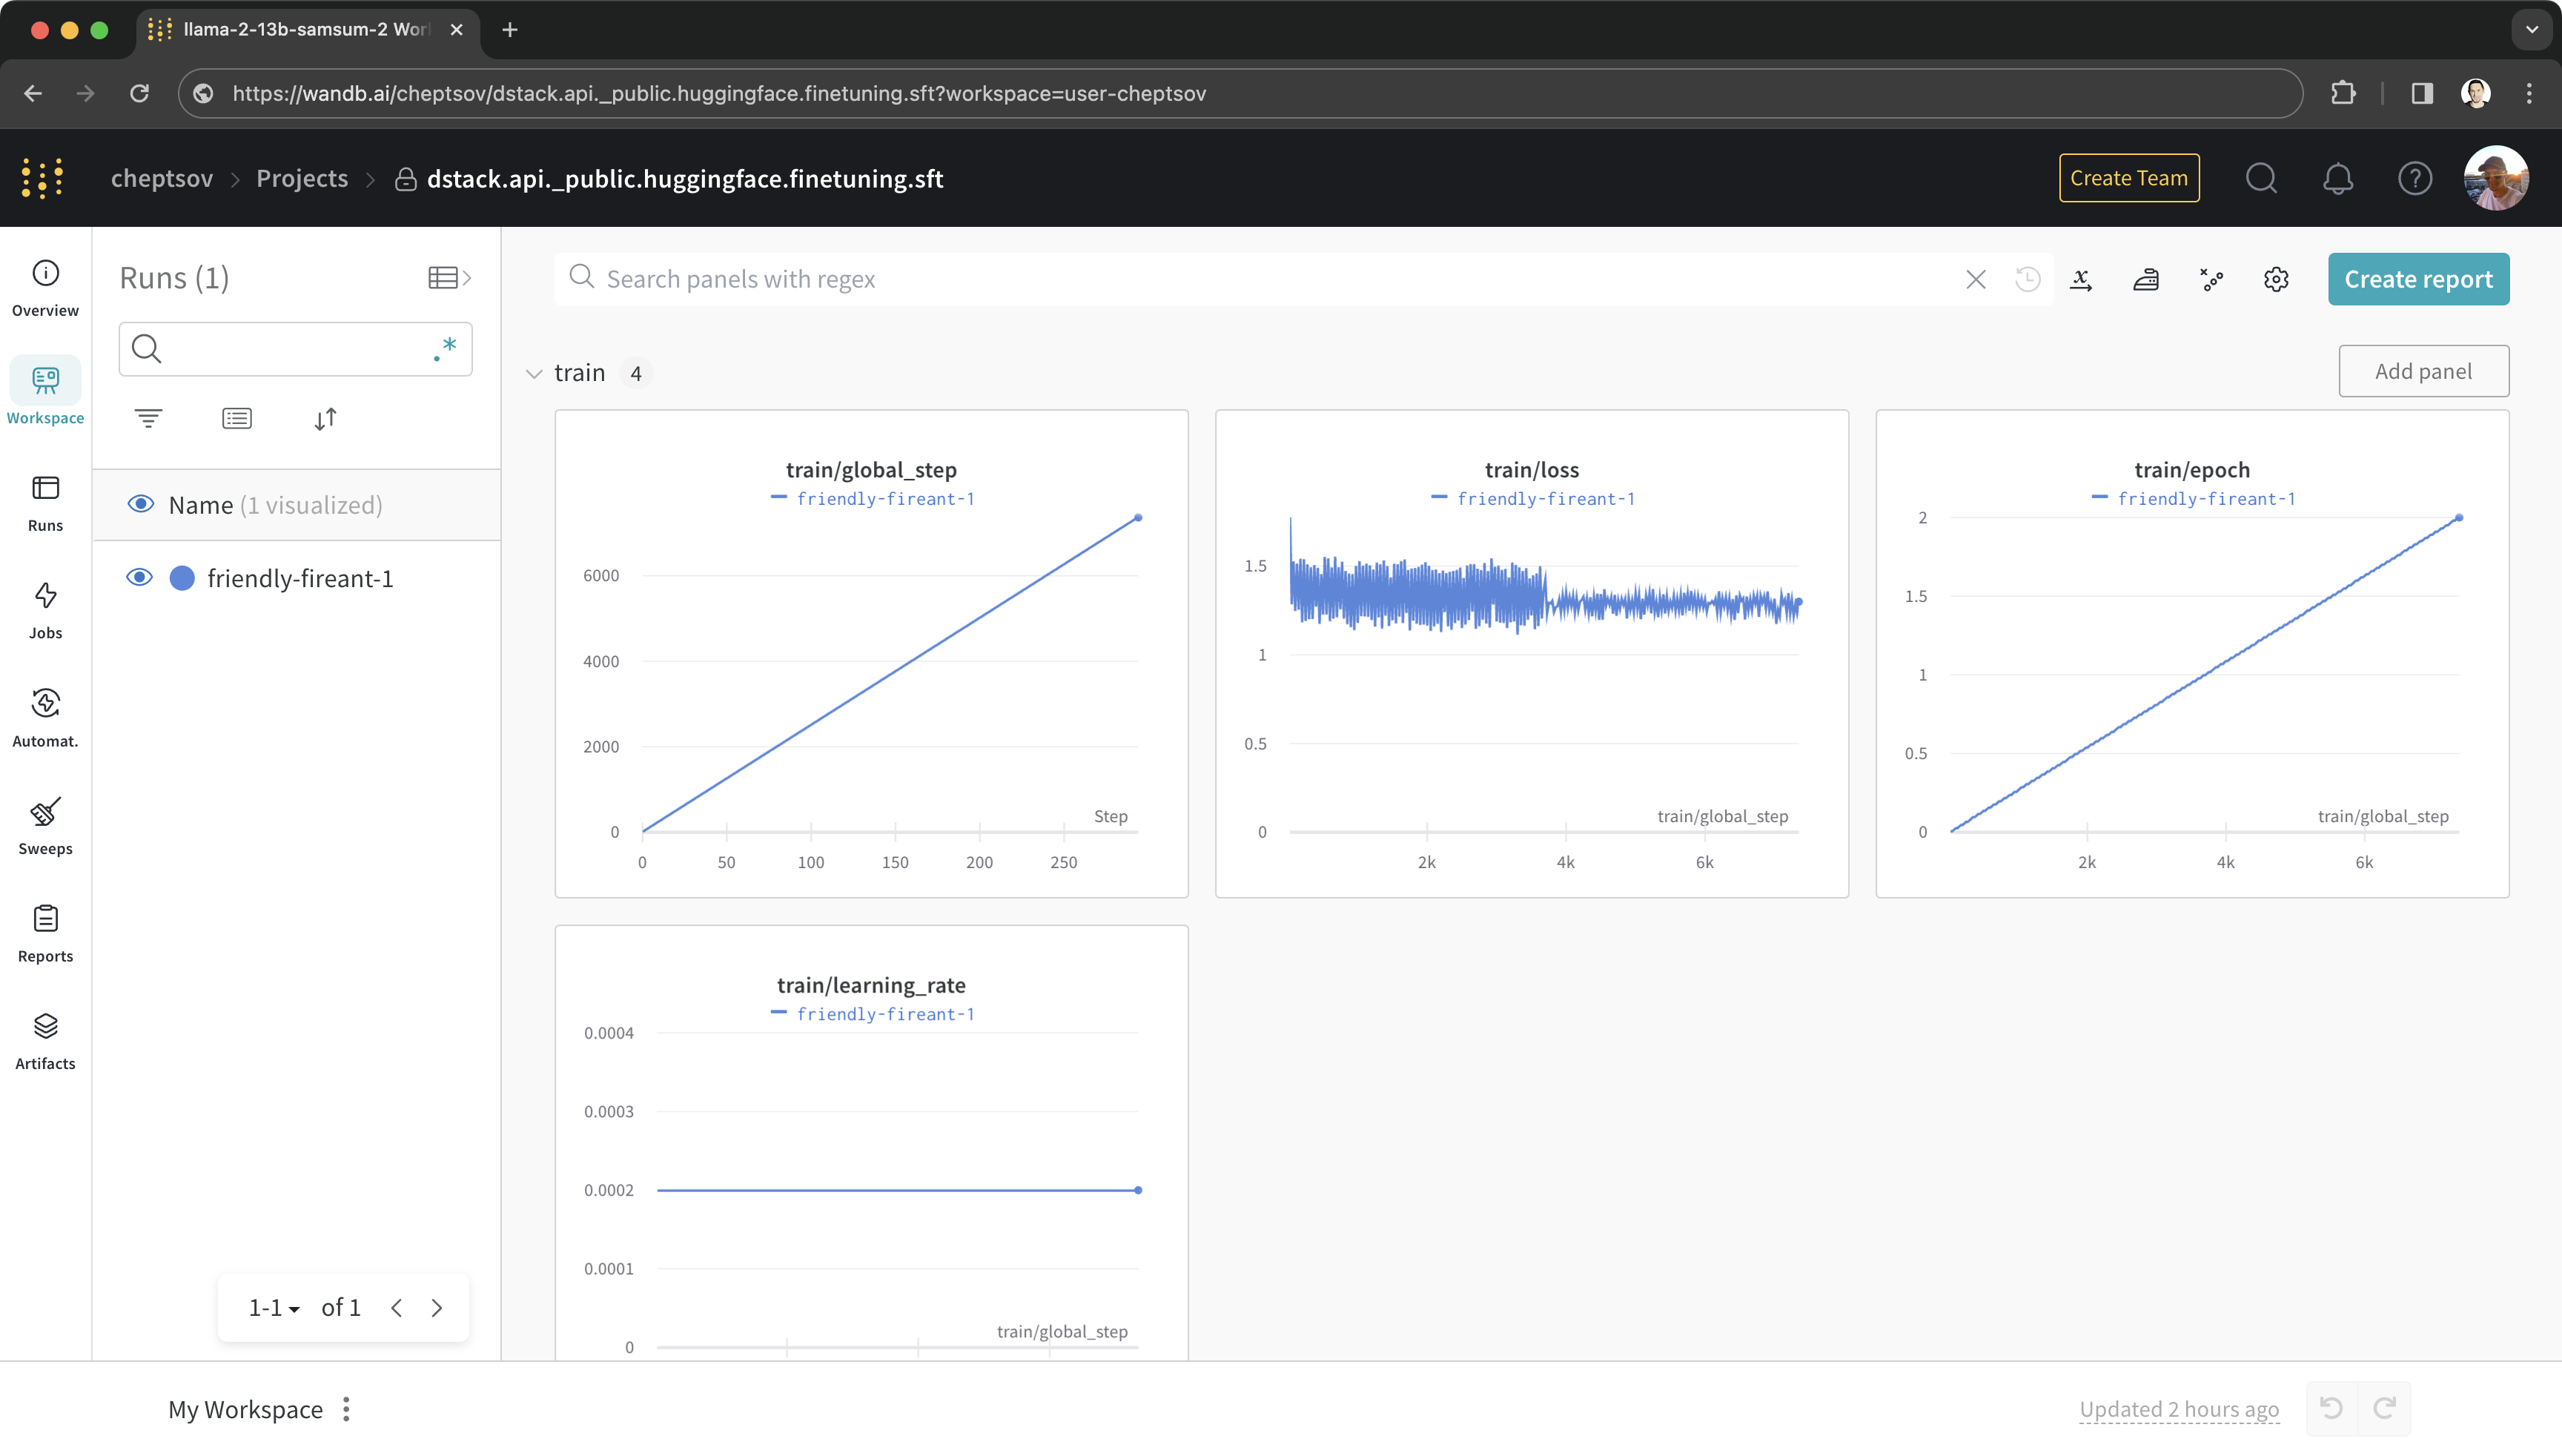 llama-2-13b-samsum-2 Wor
https://wandb.ai/cheptsov/dstack.api._public.huggingface.finetuning.sft?workspace=user-cheptsov
cheptsov > Projects > dstack.api._public.huggingface.finetuning.sft
Create Team
Overview
Workspace
Runs
Jobs
Automat.
Sweeps
Reports
Artifacts
Runs (1)
.*
Name (1 visualized)
friendly-fireant-1
1-1 of 1
Search panels with regex
Create report
train 4
Add panel
train/global_step
friendly-fireant-1
6000
4000
2000
0
Step
0 50 100 150 200 250
train/loss
friendly-fireant-1
1.5
1
0.5
0
train/global_step
2k 4k 6k
train/epoch
friendly-fireant-1
2
1.5
1
0.5
0
train/global_step
2k 4k 6k
train/learning_rate
friendly-fireant-1
0.0004
0.0003
0.0002
0.0001
0
train/global_step
My Workspace
Updated 2 hours ago